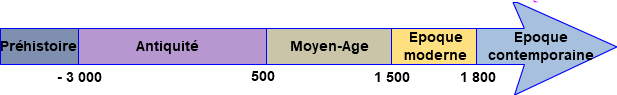 Préhistoire
Antiquité
Moyen-Age
Epoque
moderne
Epoque
contemporaine
- 3 000
500
1 500
1 800